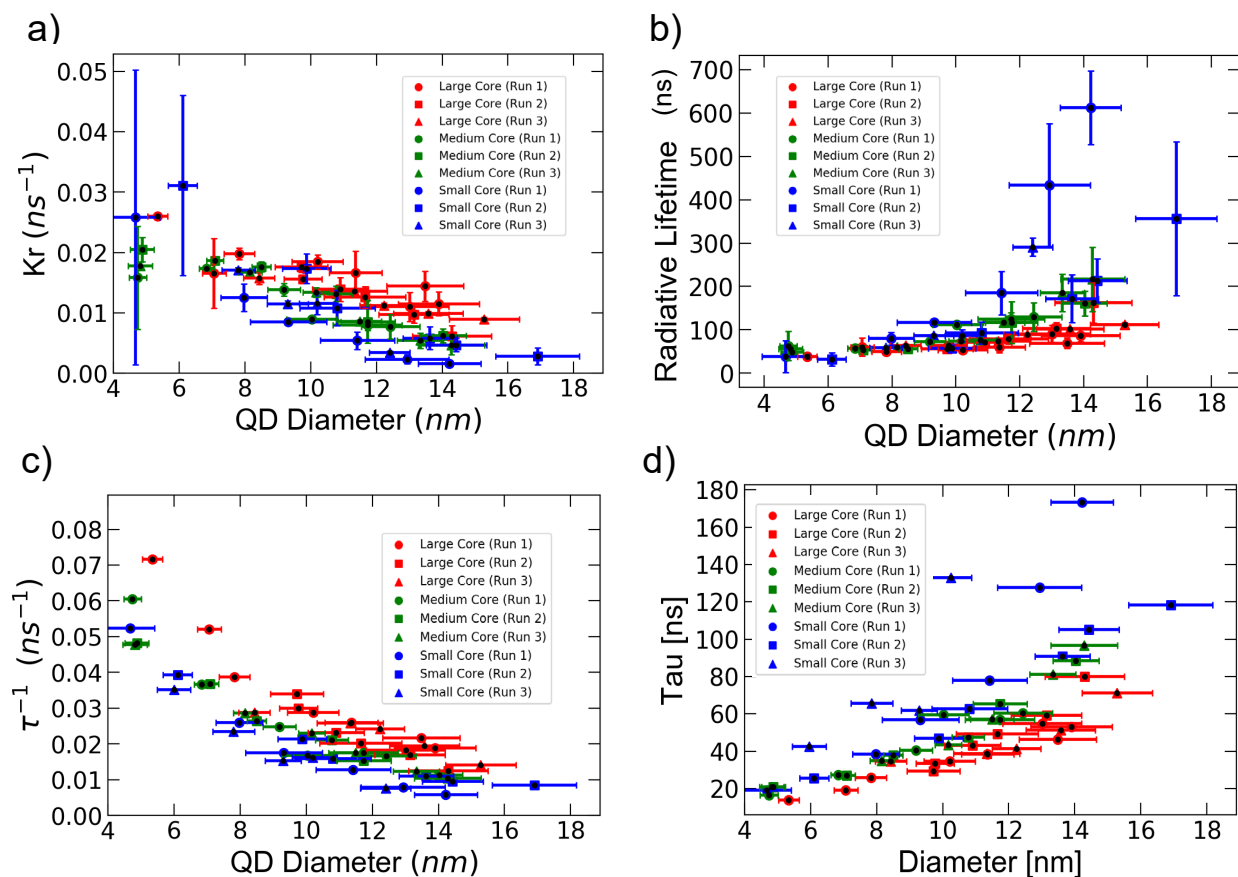 a)
Kr (ns⁻¹)
0.05
0.04
0.03
0.02
0.01
0.00
Large Core (Run 1)
Large Core (Run 2)
Large Core (Run 3)
Medium Core (Run 1)
Medium Core (Run 2)
Medium Core (Run 3)
Small Core (Run 1)
Small Core (Run 2)
Small Core (Run 3)
4 6 8 10 12 14 16 18
QD Diameter (nm)
b)
Radiative Lifetime (ns)
700
600
500
400
300
200
100
0
Large Core (Run 1)
Large Core (Run 2)
Large Core (Run 3)
Medium Core (Run 1)
Medium Core (Run 2)
Medium Core (Run 3)
Small Core (Run 1)
Small Core (Run 2)
Small Core (Run 3)
4 6 8 10 12 14 16 18
QD Diameter (nm)
c)
τ⁻¹ (ns⁻¹)
0.08
0.07
0.06
0.05
0.04
0.03
0.02
0.01
0.00
Large Core (Run 1)
Large Core (Run 2)
Large Core (Run 3)
Medium Core (Run 1)
Medium Core (Run 2)
Medium Core (Run 3)
Small Core (Run 1)
Small Core (Run 2)
Small Core (Run 3)
4 6 8 10 12 14 16 18
QD Diameter (nm)
d)
Tau [ns]
180
160
140
120
100
80
60
40
20
Large Core (Run 1)
Large Core (Run 2)
Large Core (Run 3)
Medium Core (Run 1)
Medium Core (Run 2)
Medium Core (Run 3)
Small Core (Run 1)
Small Core (Run 2)
Small Core (Run 3)
4 6 8 10 12 14 16 18
Diameter [nm]